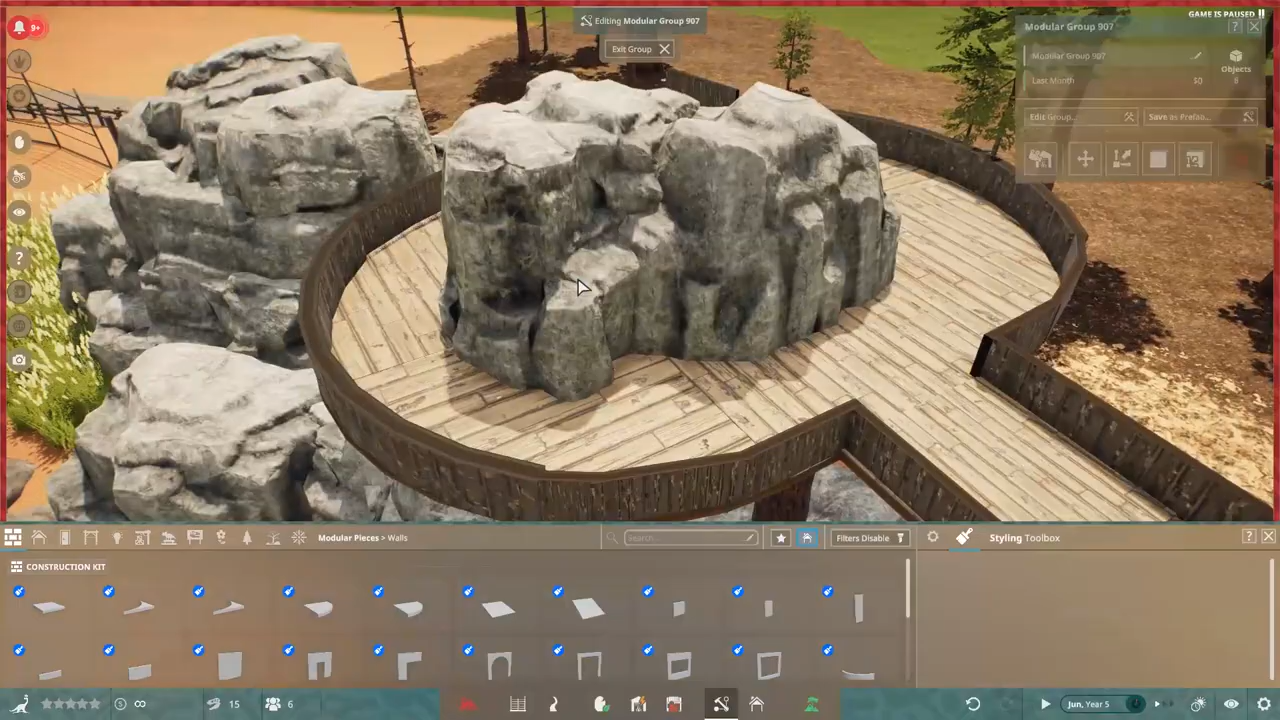 9+
Editing Modular Group 907
Exit Group
GAME IS PAUSED
Modular Group 907
Modular Group 907
Objects
Last Month $0 8
Edit Group...
Save as Prefab...
Modular Pieces > Walls
Search...
Filters Disable
Styling Toolbox
CONSTRUCTION KIT
∞
15
6
Jun, Year 5